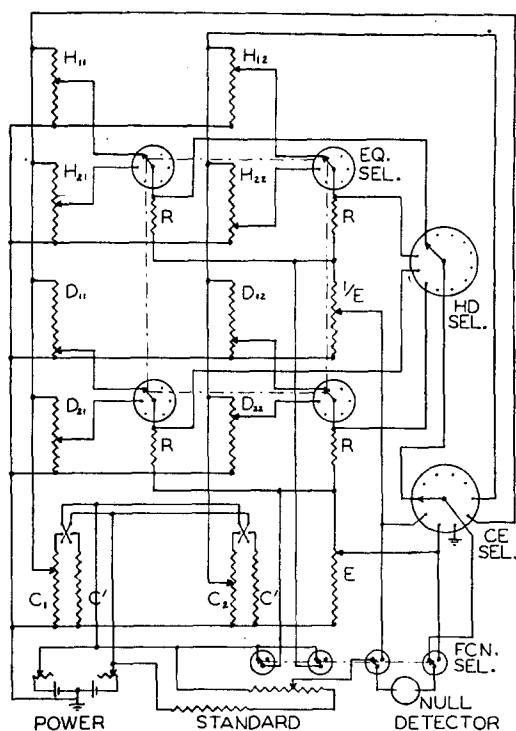 H₁₁ H₁₂
EQ. SEL.
H₂₁ H₂₂
R R
D₁₁ D₁₂ 1/E
HD SEL.
D₂₁ D₂₂
R R
CE SEL.
C₁ C' C₂ C' E
FCN. SEL.
NULL DETECTOR
POWER STANDARD